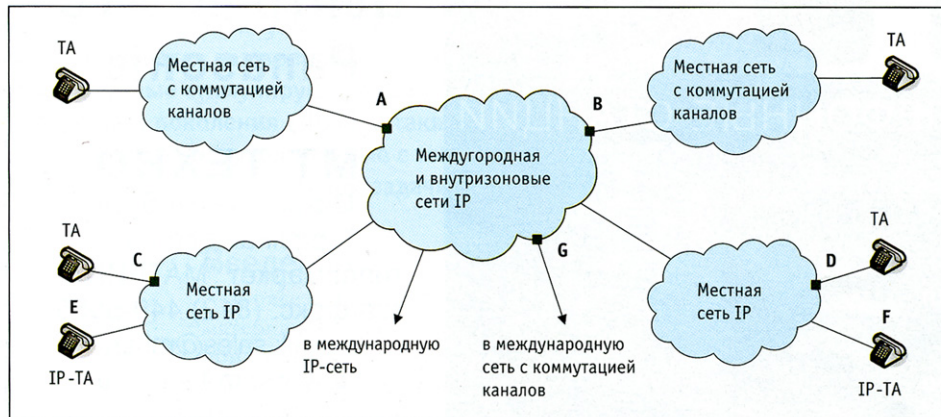 ТА
Местная сеть
с коммутацией
каналов
A
B
Местная сеть
с коммутацией
каналов
ТА
Междугородная
и внутризоновые
сети IP
ТА
C
E
IP-ТА
Местная
сеть IP
G
в международную
IP-сеть
в международную
сеть с коммутацией
каналов
Местная
сеть IP
D
ТА
F
IP-ТА